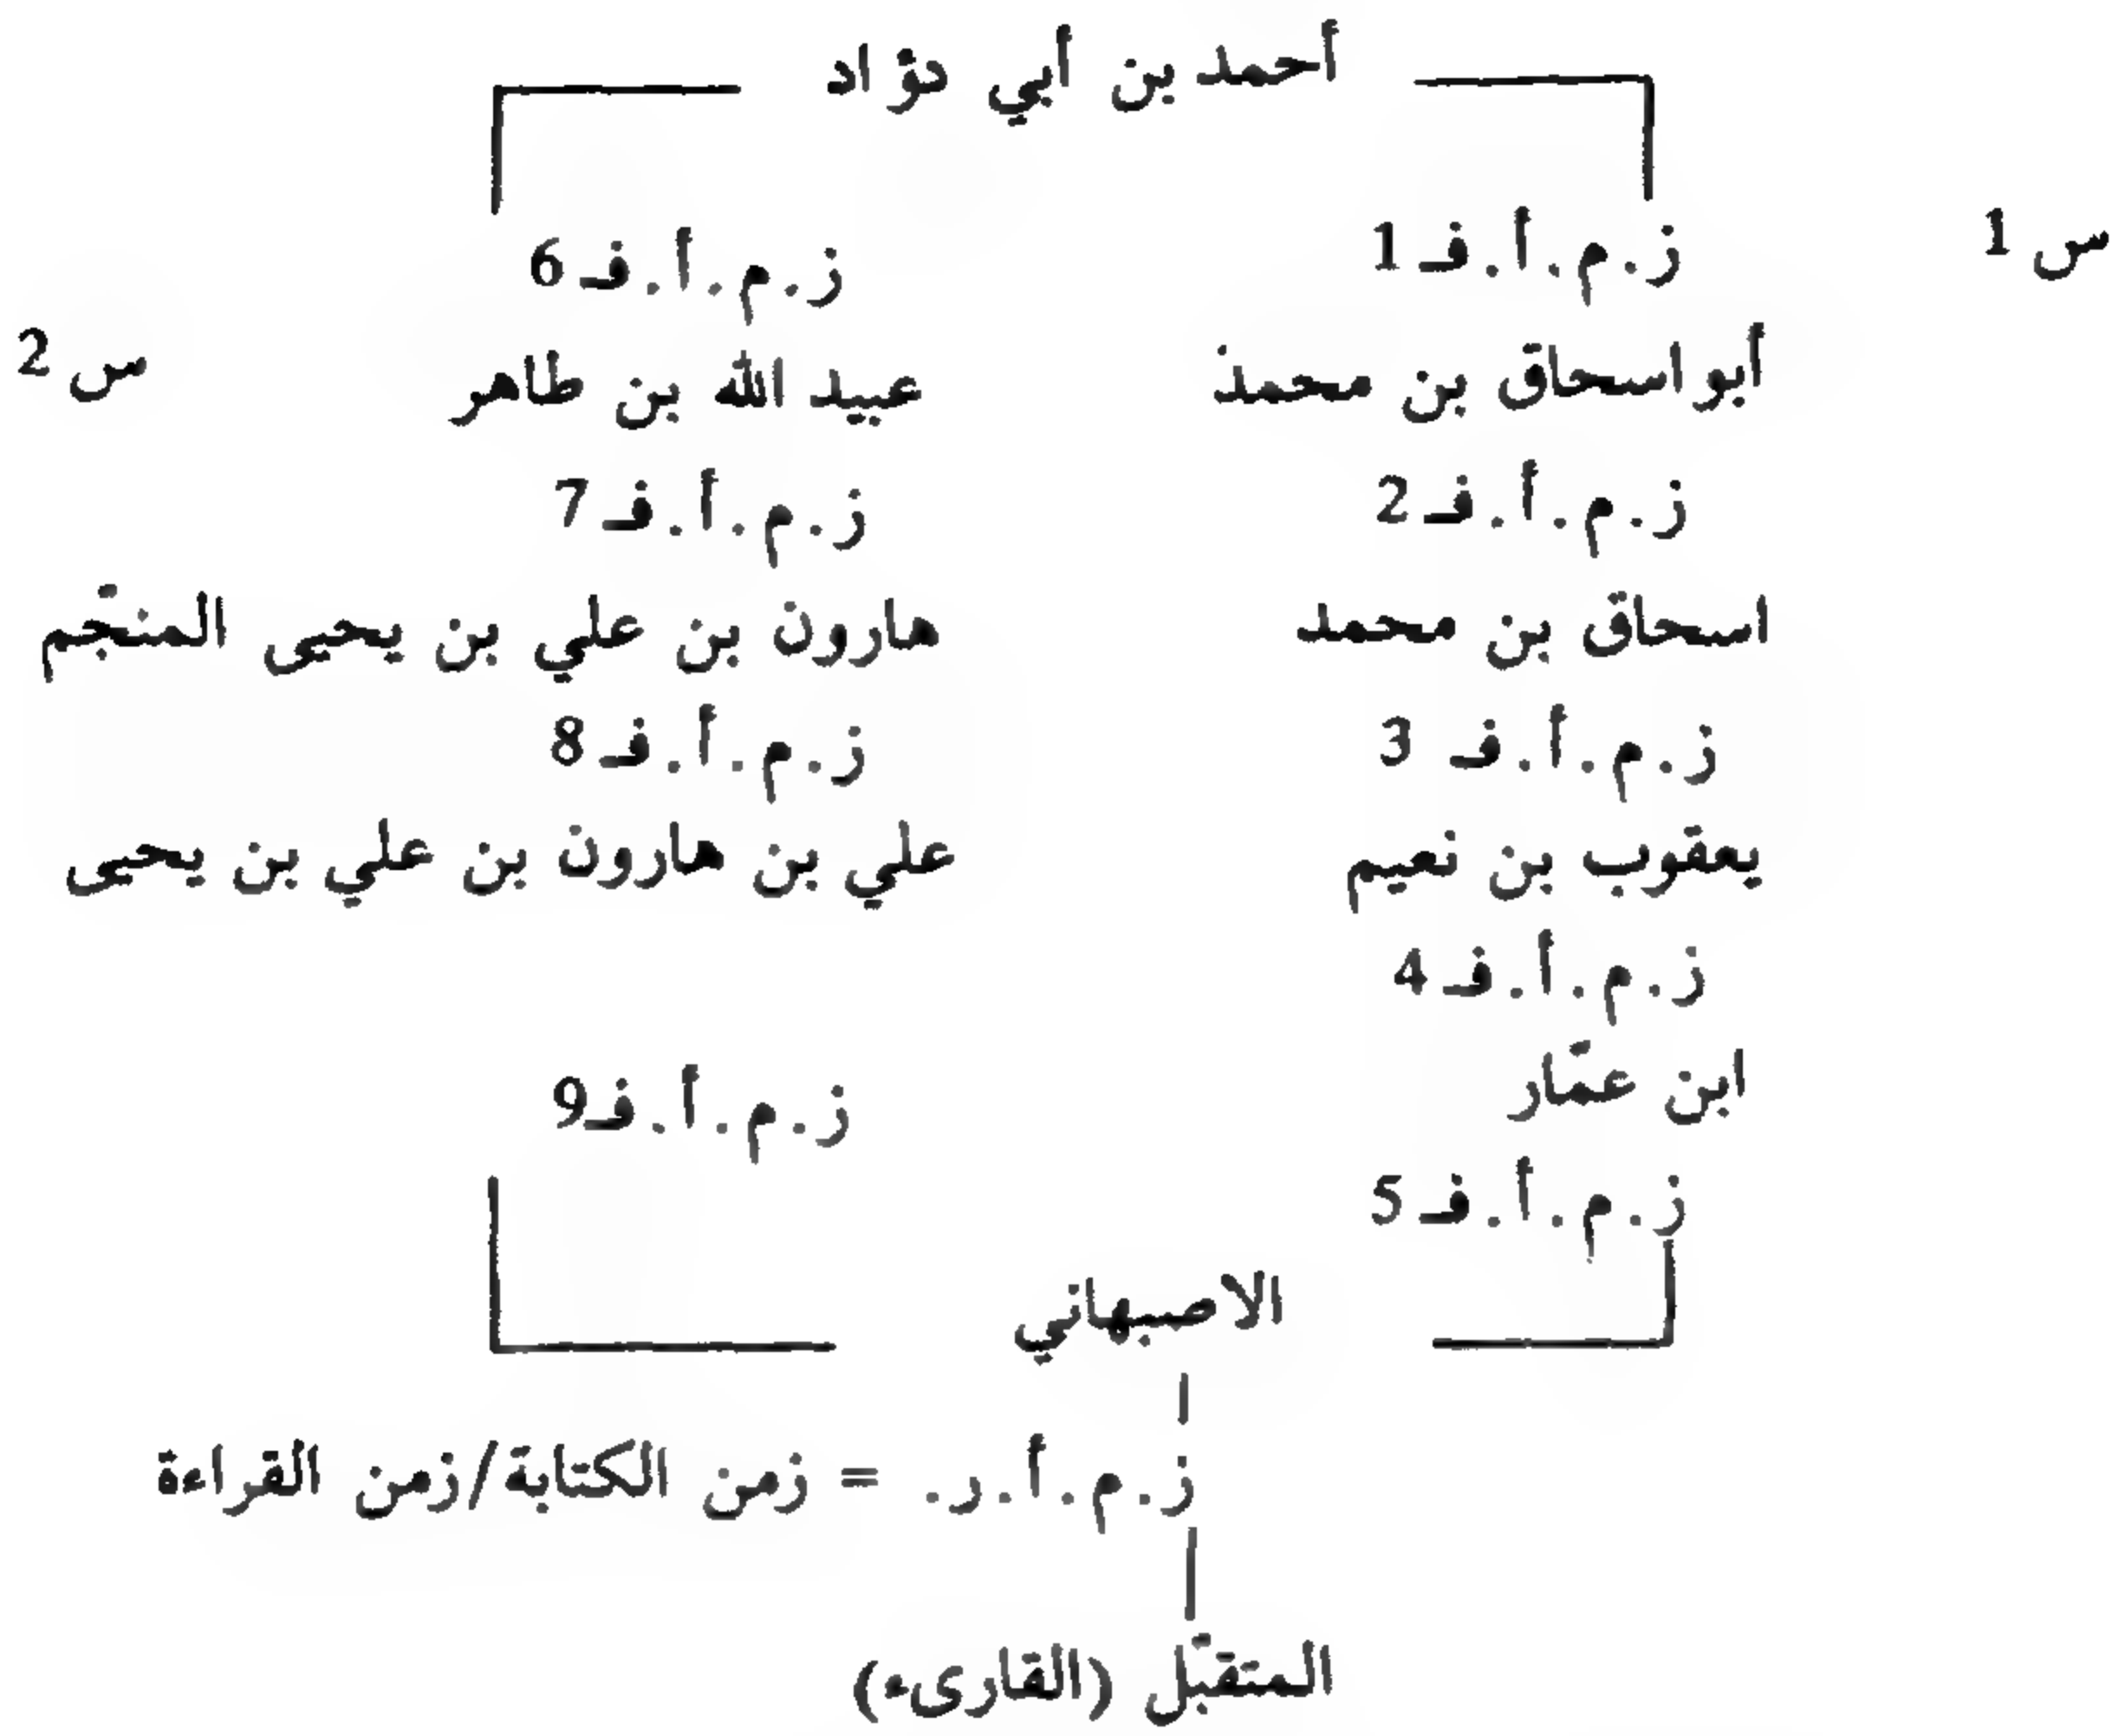 أحمد بن أبي دؤاد
س 1
ز.م.أ.فـ 1
ز.م.أ.فـ 6
س 2
أبو اسحاق بن محمذ
عبيد الله بن طاهر
ز.م.أ.فـ 2
ز.م.أ.فـ 7
اسحاق بن محمد
هارون بن علي بن يحيى المنجّم
ز.م.أ.فـ 3
ز.م.أ.فـ 8
يعقوب بن نعيم
علي بن هارون بن علي بن يحيى
ز.م.أ.فـ 4
ابن عمّار
ز.م.أ.فـ 9
ز.م.أ.فـ 5
الاصبهاني
ز.م.أ.ر. = زمن الكتابة/زمن القراءة
المتقبّل (القارىء)